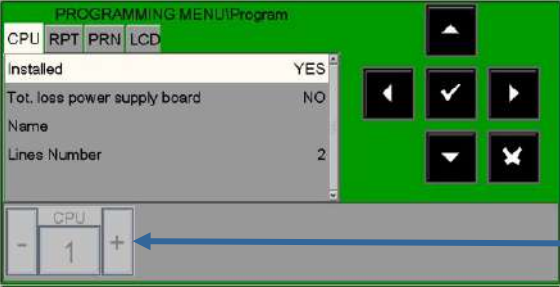 PROGRAMMING MENU\Program
CPU RPT PRN LCD
Installed YES
Tot. loss power supply board NO
Name
Lines Number 2
CPU
- 1 +